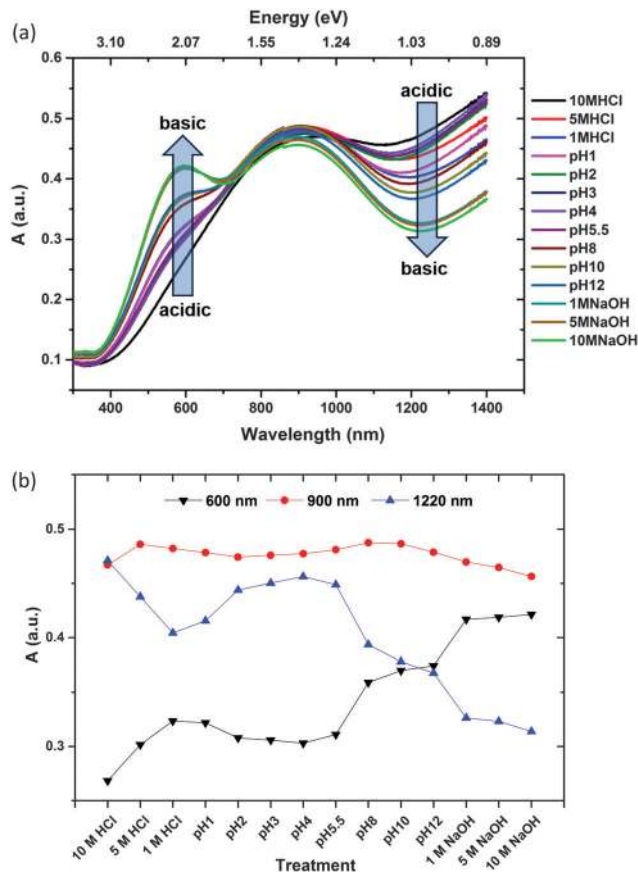 Energy (eV)
(a)
3.10 2.07 1.55 1.24 1.03 0.89
0.6
0.5
0.4
0.3
0.2
0.1
A (a.u.)
basic
acidic
acidic
basic
400 600 800 1000 1200 1400
Wavelength (nm)
10MHCl
5MHCl
1MHCl
pH1
pH2
pH3
pH4
pH5.5
pH8
pH10
pH12
1MNaOH
5MNaOH
10MNaOH
(b)
600 nm 900 nm 1220 nm
0.5
0.4
0.3
A (a.u.)
10 M HCl
5 M HCl
1 M HCl
pH1
pH2
pH3
pH4
pH5.5
pH8
pH10
pH12
1 M NaOH
5 M NaOH
10 M NaOH
Treatment